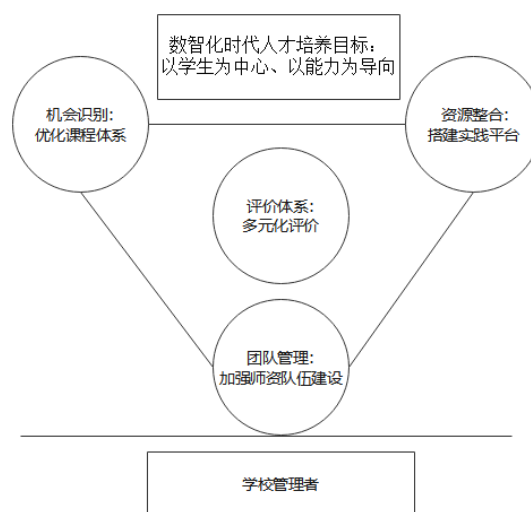 数智化时代人才培养目标：
以学生为中心、以能力为导向
机会识别：
优化课程体系
资源整合：
搭建实践平台
评价体系：
多元化评价
团队管理：
加强师资队伍建设
学校管理者